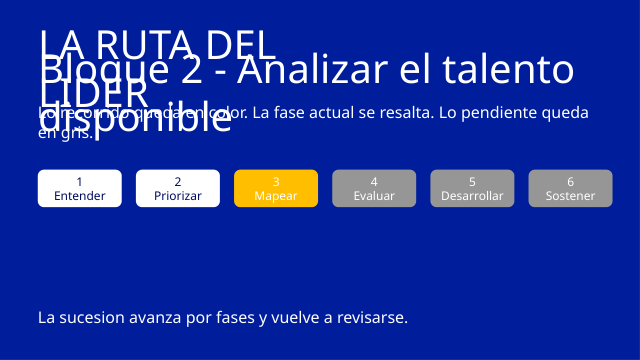 LA RUTA DEL
LIDER
Bloque 2 - Analizar el talento
disponible
Lo recorrido queda en color. La fase actual se resalta. Lo pendiente queda
en gris.
1
Entender
2
Priorizar
3
Mapear
4
Evaluar
5
Desarrollar
6
Sostener
La sucesion avanza por fases y vuelve a revisarse.